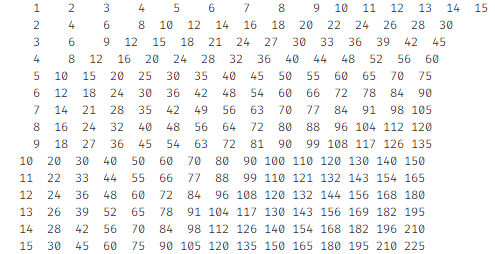 1 2 3 4 5 6 7 8 9 10 11 12 13 14 15
2 4 6 8 10 12 14 16 18 20 22 24 26 28 30
3 6 9 12 15 18 21 24 27 30 33 36 39 42 45
4 8 12 16 20 24 28 32 36 40 44 48 52 56 60
5 10 15 20 25 30 35 40 45 50 55 60 65 70 75
6 12 18 24 30 36 42 48 54 60 66 72 78 84 90
7 14 21 28 35 42 49 56 63 70 77 84 91 98 105
8 16 24 32 40 48 56 64 72 80 88 96 104 112 120
9 18 27 36 45 54 63 72 81 90 99 108 117 126 135
10 20 30 40 50 60 70 80 90 100 110 120 130 140 150
11 22 33 44 55 66 77 88 99 110 121 132 143 154 165
12 24 36 48 60 72 84 96 108 120 132 144 156 168 180
13 26 39 52 65 78 91 104 117 130 143 156 169 182 195
14 28 42 56 70 84 98 112 126 140 154 168 182 196 210
15 30 45 60 75 90 105 120 135 150 165 180 195 210 225